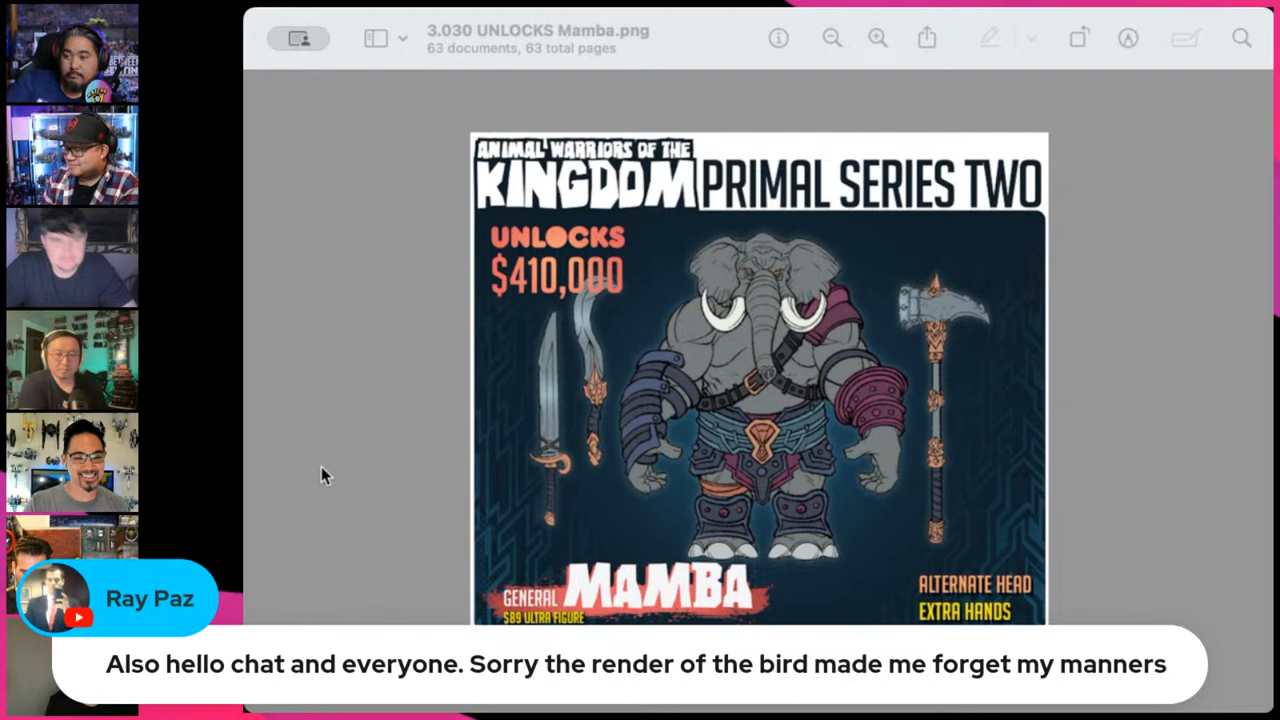 3.030 UNLOCKS Mamba.png
63 documents, 63 total pages
ANIMAL WARRIORS OF THE
KINGDOM PRIMAL SERIES TWO
UNLOCKS
$410,000
GENERAL MAMBA
$89 ULTRA FIGURE
ALTERNATE HEAD
EXTRA HANDS
Ray Paz
Also hello chat and everyone. Sorry the render of the bird made me forget my manners